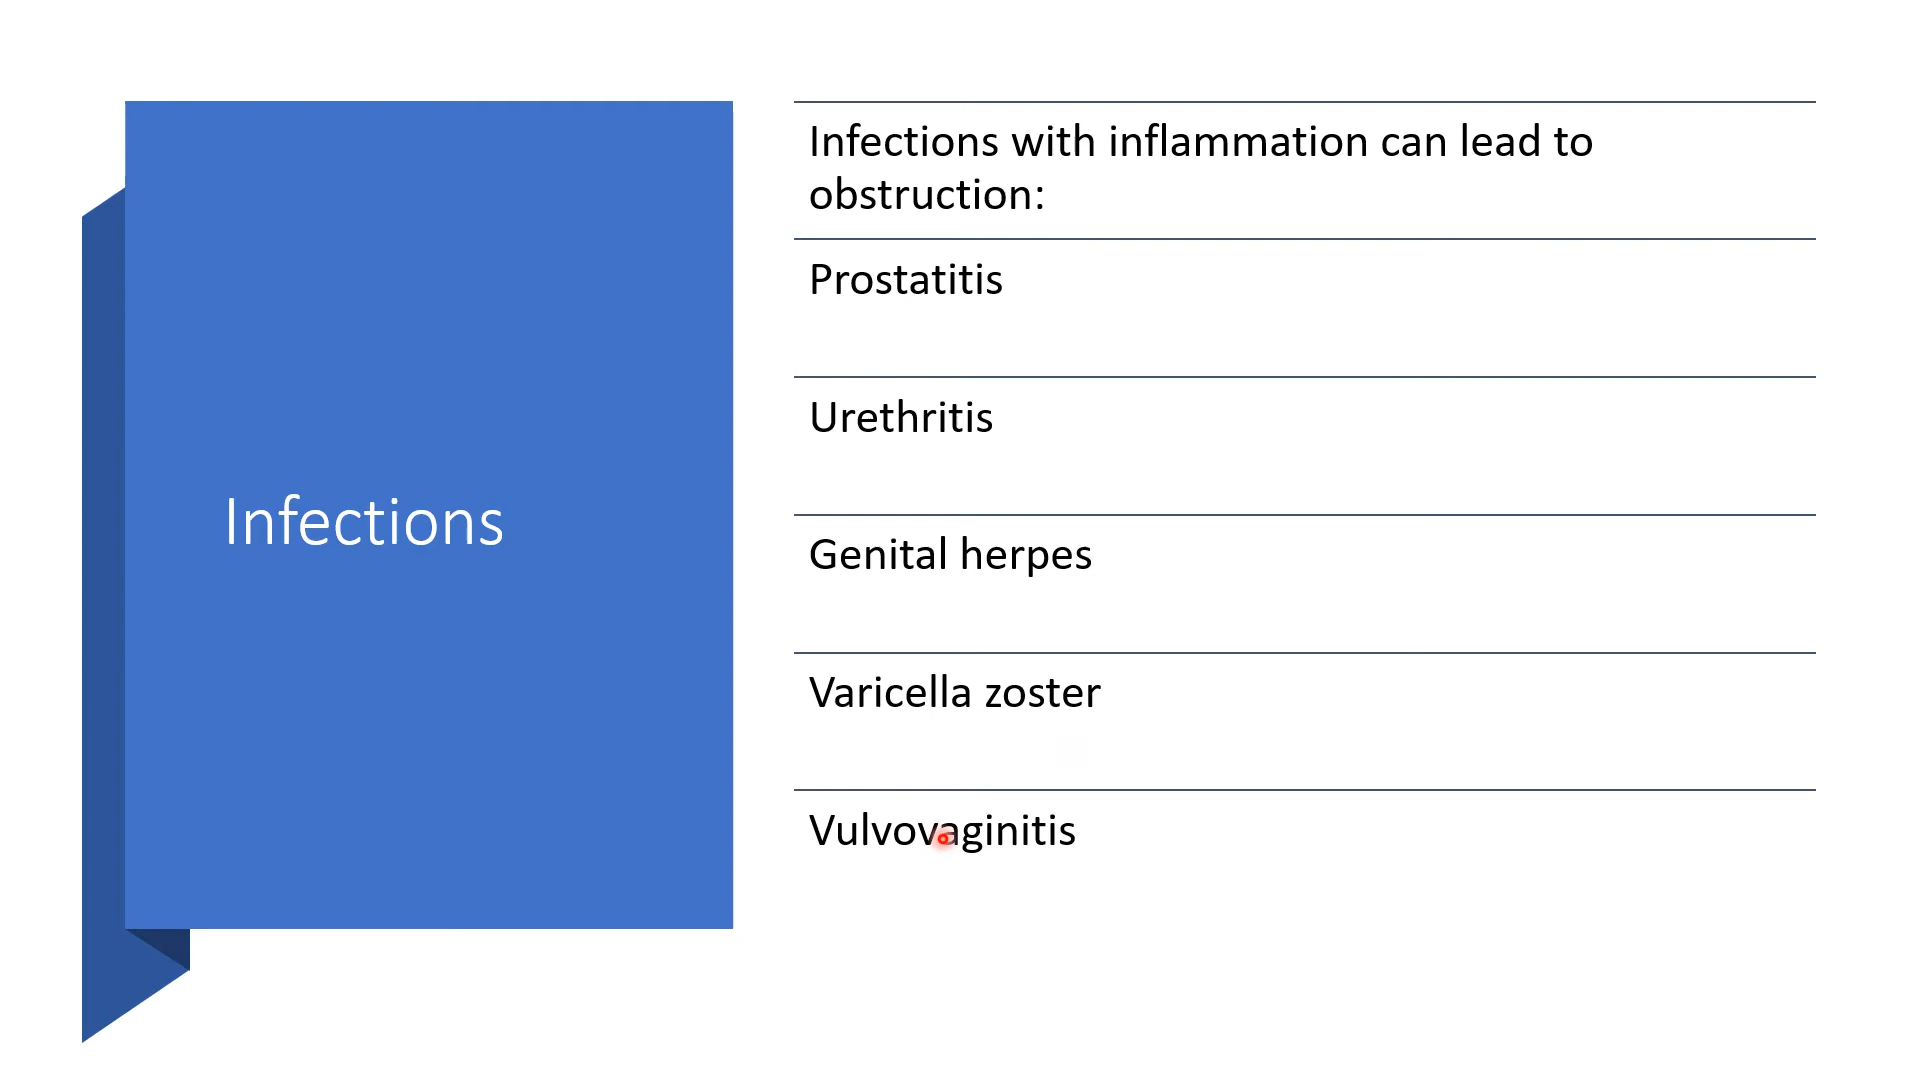 Infections
Infections with inflammation can lead to
obstruction:
Prostatitis
Urethritis
Genital herpes
Varicella zoster
Vulvovaginitis